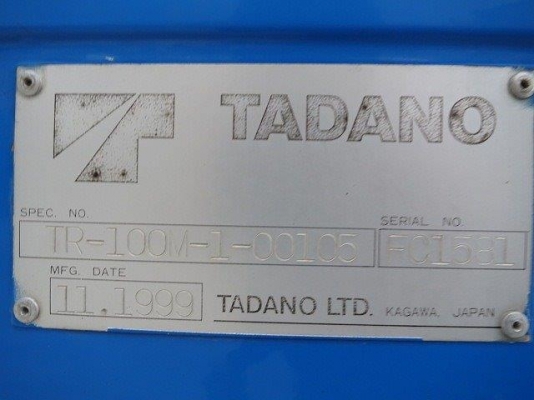 TADANO
SPEC. NO.
SERIAL NO.
TR-100M-1-00105
FC1581
MFG. DATE
11.1999
TADANO LTD. KAGAWA, JAPAN